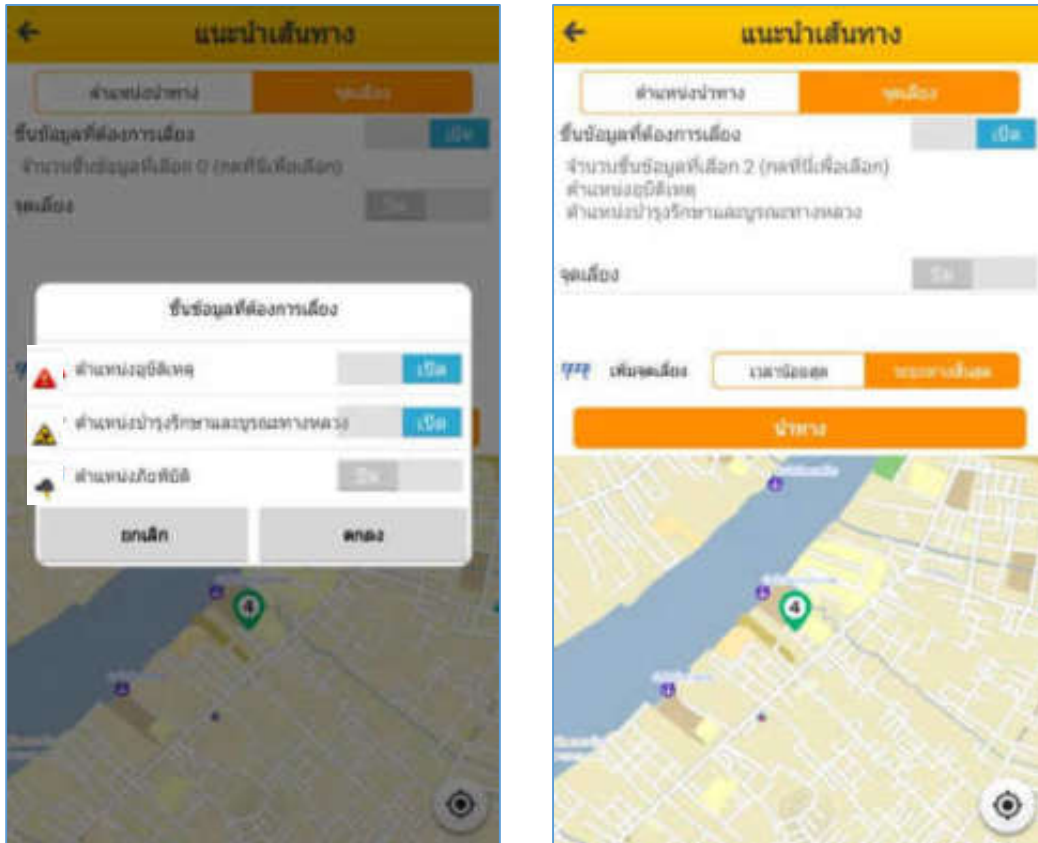 แนะนำเส้นทาง
ตำแหน่งนำทาง
จุดเลี่ยง
ชั้นข้อมูลที่ต้องการเลี่ยง
เปิด
จำนวนชั้นข้อมูลที่เลือก 0 (กดที่นี่เพื่อเลือก)
จุดเลี่ยง
ปิด
ชั้นข้อมูลที่ต้องการเลี่ยง
ตำแหน่งอุบัติเหตุ
เปิด
ตำแหน่งบำรุงรักษาและบูรณะทางหลวง
เปิด
ตำแหน่งภัยพิบัติ
ปิด
ยกเลิก
ตกลง
4
แนะนำเส้นทาง
ตำแหน่งนำทาง
จุดเลี่ยง
ชั้นข้อมูลที่ต้องการเลี่ยง
เปิด
จำนวนชั้นข้อมูลที่เลือก 2 (กดที่นี่เพื่อเลือก)
ตำแหน่งอุบัติเหตุ
ตำแหน่งบำรุงรักษาและบูรณะทางหลวง
จุดเลี่ยง
ปิด
เพิ่มจุดเลี่ยง
เวลาน้อยสุด
ระยะทางสั้นสุด
นำทาง
4